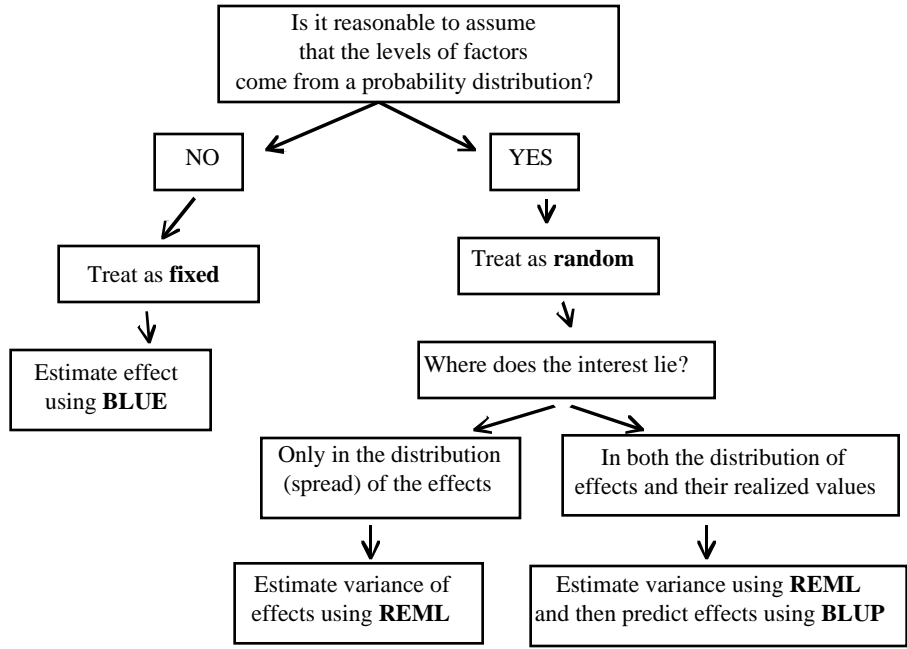 Is it reasonable to assume
that the levels of factors
come from a probability distribution?
NO
YES
Treat as fixed
Treat as random
Estimate effect
using BLUE
Where does the interest lie?
Only in the distribution
(spread) of the effects
In both the distribution of
effects and their realized values
Estimate variance of
effects using REML
Estimate variance using REML
and then predict effects using BLUP